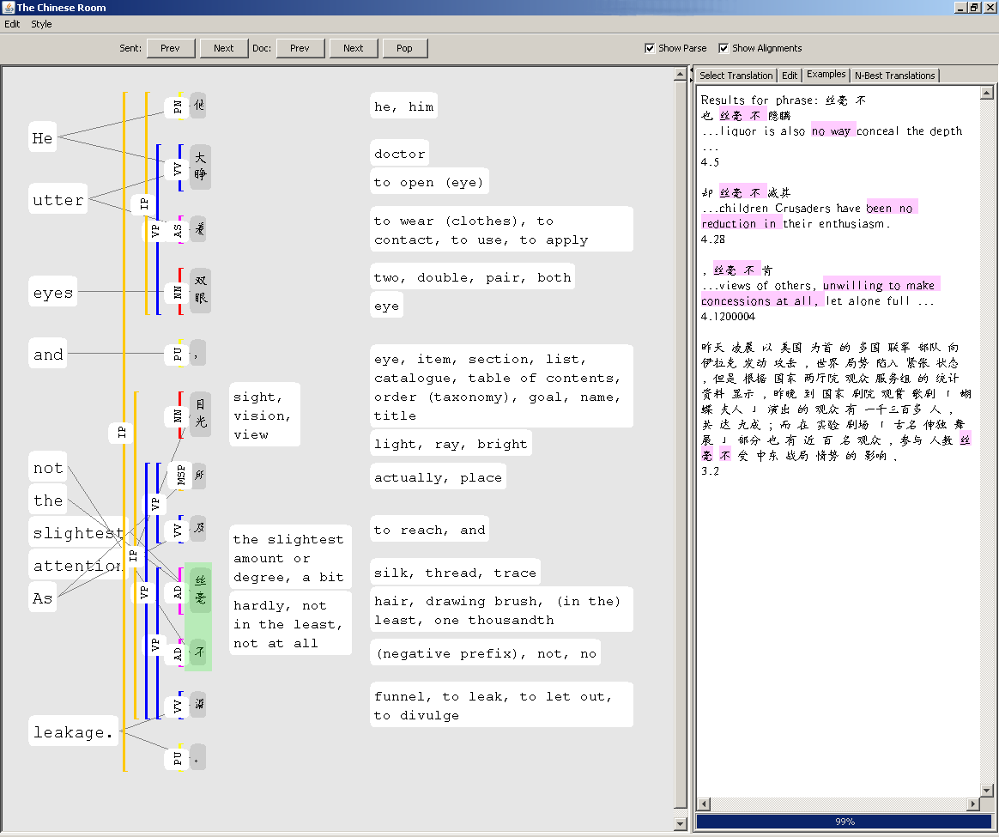 The Chinese Room
Edit Style
Sent: Prev Next Doc: Prev Next Pop Show Parse Show Alignments
Select Translation Edit Examples N-Best Translations
He
utter
eyes
and
not
the
slightest
attention
As
leakage.
IP
IP
VP
IP
VP
VP
VP
PN 他
VV 大
睁
AS 着
NN 双
眼
PU ，
NN 目
光
MSP 所
VV 及
AD 丝
毫
AD 不
VV 漏
PU 。
sight,
vision,
view
the slightest
amount or
degree, a bit
hardly, not
in the least,
not at all
he, him
doctor
to open (eye)
to wear (clothes), to
contact, to use, to apply
two, double, pair, both
eye
eye, item, section, list,
catalogue, table of contents,
order (taxonomy), goal, name,
title
light, ray, bright
actually, place
to reach, and
silk, thread, trace
hair, drawing brush, (in the)
least, one thousandth
(negative prefix), not, no
funnel, to leak, to let out,
to divulge
Results for phrase: 丝毫 不
也 丝毫 不 隐瞒
...liquor is also no way conceal the depth
...
4.5
却 丝毫 不 减其
...children Crusaders have been no
reduction in their enthusiasm.
4.28
, 丝毫 不 肯
...views of others, unwilling to make
concessions at all, let alone full ...
4.1200004
昨天 凌晨 以 美国 为首 的 多国 联军 部队 向
伊拉克 发动 攻击 , 世界 局势 陷入 紧张 状态
, 但是 根据 国家 两厅院 观众 服务组 的 统计
资料 显示 , 昨晚 到 国家 剧院 观赏 歌剧 「 蝴
蝶 夫人 」 演出 的 观众 有 一千三百多 人 ,
共 达 九成 ; 而 在 实验 剧场 「 古名 伸独 舞
展 」 部分 也 有 近 百 名 观众 , 参与 人数 丝
毫 不 受 中东 战局 情势 的 影响 .
3.2
99%